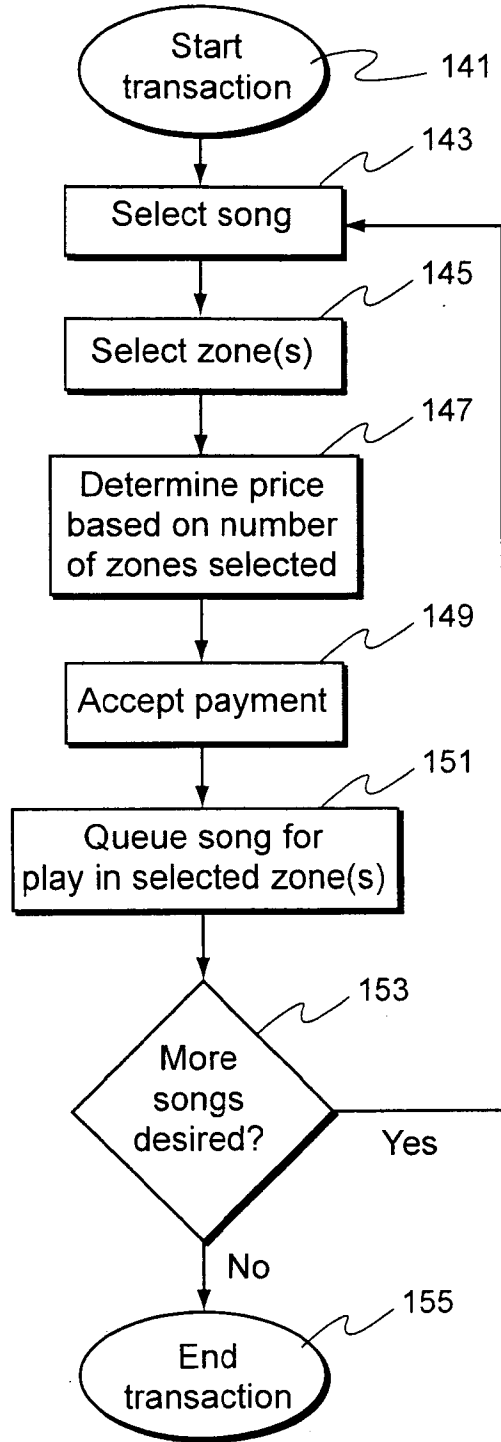 Start
transaction
141
143
Select song
145
Select zone(s)
147
Determine price
based on number
of zones selected
149
Accept payment
151
Queue song for
play in selected zone(s)
153
More
songs
desired?
Yes
No
155
End
transaction